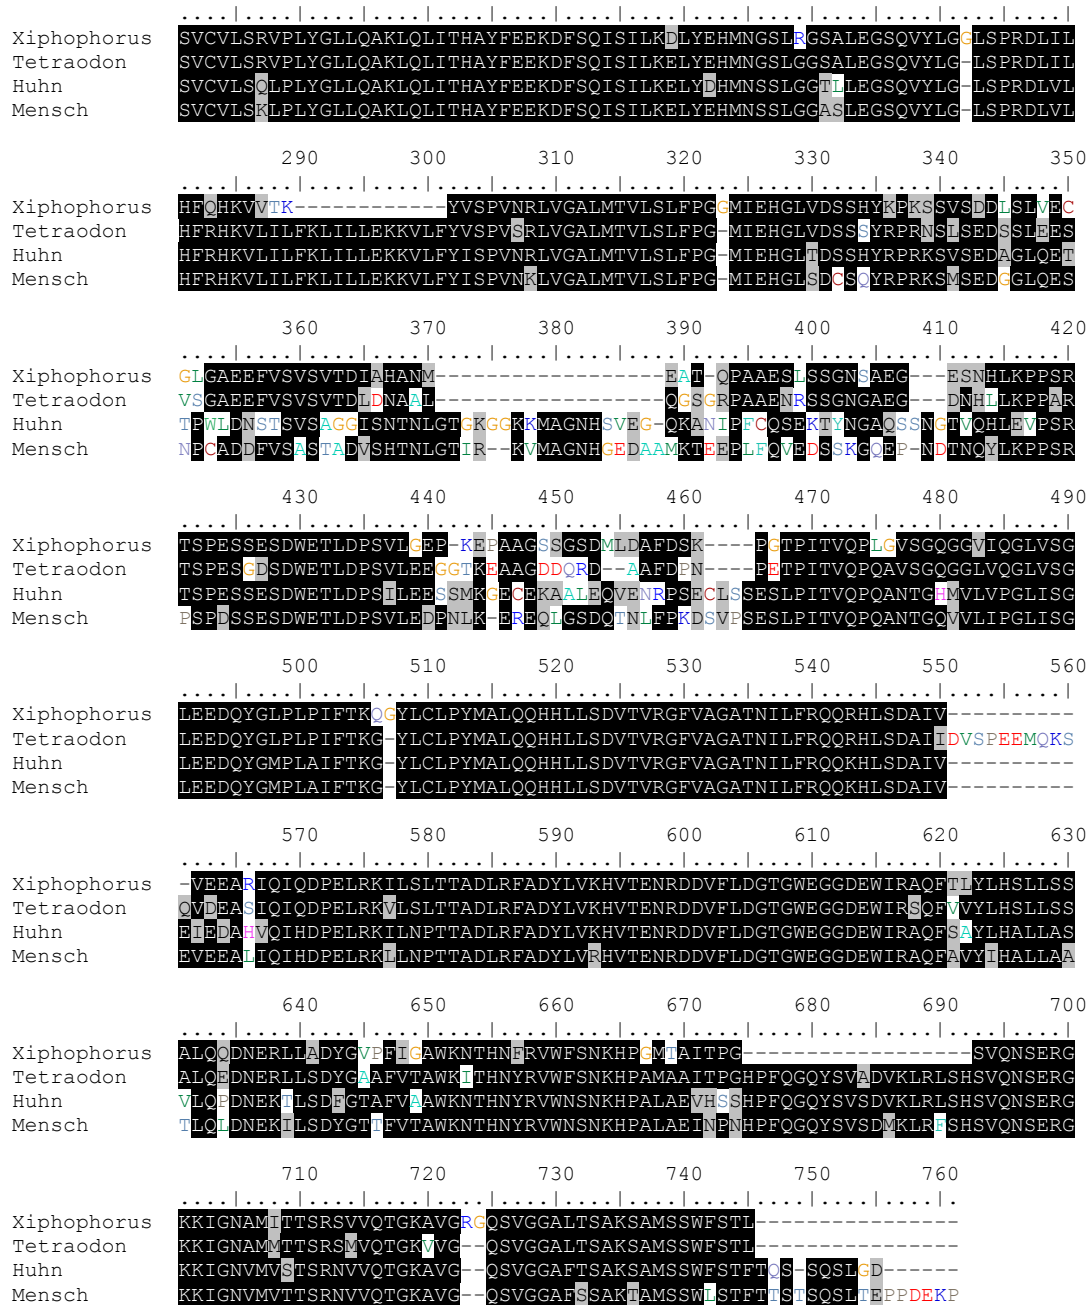 ....|....|....|....|....|....|....|....|....|....|....|....|....|....|
Xiphophorus SVCVLSRVPLYGLLQAKLQLITHAYFEEKDFSQISILKDLYEHMNGSLRGSALEGSQVYLGGLSPRDLIL
Tetraodon SVCVLSRVPLYGLLQAKLQLITHAYFEEKDFSQISILKELYEHMNGSLGGSALEGSQVYLG-LSPRDLIL
Huhn SVCVLSQLPLYGLLQAKLQLITHAYFEEKDFSQISILKELYDHMNSSLGGTLLEGSQVYLG-LSPRDLVL
Mensch SVCVLSKLPLYGLLQAKLQLITHAYFEEKDFSQISILKELYEHMNSSLGGASLEGSQVYLG-LSPRDLVL
290 300 310 320 330 340 350
....|....|....|....|....|....|....|....|....|....|....|....|....|....|
Xiphophorus HFQHKVVTK------------YVSPVNRLVGALMTVLSLFPGGMIEHGLVDSSHYKPKSSVSDDLSLVEC
Tetraodon HFRHKVLILFKLILLEKKVLFYVSPVSRLVGALMTVLSLFPG-MIEHGLVDSSSYRPRNSLSEDSSLEES
Huhn HFRHKVLILFKLILLEKKVLFYISPVNRLVGALMTVLSLFPG-MIEHGLTDSSHYRPRKSVSEDAGLQET
Mensch HFRHKVLILFKLILLEKKVLFYISPVNKLVGALMTVLSLFPG-MIEHGLSDCSQYRPRKSMSEDGGLQES
360 370 380 390 400 410 420
....|....|....|....|....|....|....|....|....|....|....|....|....|....|
Xiphophorus GLGAEEFVSVSVTDIAHANM------------------EAT-QPAAESLSSGNSAEG---ESNHLKPPSR
Tetraodon VSGAEEFVSVSVTDLDNAAL------------------QGSGRPAAENRSSGNGAEG---DNHLLKPPAR
Huhn TPWLDNSTSVSAGGISNTNLGTGKGGKKMAGNHSVEG-QKANIPFCQSEKTYNGAQSSNGTVQHLEVPSR
Mensch NPCADDFVSASTADVSHTNLGTIR--KVMAGNHGEDAAMKTEEPLFQVEDSSKGQEP-NDTNQYLKPPSR
430 440 450 460 470 480 490
....|....|....|....|....|....|....|....|....|....|....|....|....|....|
Xiphophorus TSPESSESDWETLDPSVLGEP-KEPAAGSSGSDMLDAFDSK----PGTPITVQPLGVSGQGGVIQGLVSG
Tetraodon TSPESGDSDWETLDPSVLEEGGTKEAAGDDQRD--AAFDPN----PETPITVQPQAVSGQGGLVQGLVSG
Huhn TSPESSESDWETLDPSILEESSMKGECEKAALEQVENRPSECLSSESLPITVQPQANTGHMVLVPGLISG
Mensch PSPDSSESDWETLDPSVLEDPNLK-EREQLGSDQTNLFPKDSVPSESLPITVQPQANTGQVVLIPGLISG
500 510 520 530 540 550 560
....|....|....|....|....|....|....|....|....|....|....|....|....|....|
Xiphophorus LEEDQYGLPLPIFTKQGYLCLPYMALQQHHLLSDVTVRGFVAGATNILFRQQRHLSDAIV----------
Tetraodon LEEDQYGLPLPIFTKG-YLCLPYMALQQHHLLSDVTVRGFVAGATNILFRQQRHLSDAIIDVSPEEMQKS
Huhn LEEDQYGMPLAIFTKG-YLCLPYMALQQHHLLSDVTVRGFVAGATNILFRQQKHLSDAIV----------
Mensch LEEDQYGMPLAIFTKG-YLCLPYMALQQHHLLSDVTVRGFVAGATNILFRQQKHLSDAIV----------
570 580 590 600 610 620 630
....|....|....|....|....|....|....|....|....|....|....|....|....|....|
Xiphophorus -VEEARIQIQDPELRKILSLTTADLRFADYLVKHVTENRDDVFLDGTGWEGGDEWIRAQFTLYLHSLLSS
Tetraodon QVDEASIQIQDPELRKVLSLTTADLRFADYLVKHVTENRDDVFLDGTGWEGGDEWIRSQFVVYLHSLLSS
Huhn EIEDAHVQIHDPELRKILNPTTADLRFADYLVKHVTENRDDVFLDGTGWEGGDEWIRAQFSAYLHALLAS
Mensch EVEEALIQIHDPELRKLLNPTTADLRFADYLVRHVTENRDDVFLDGTGWEGGDEWIRAQFAVYIHALLAA
640 650 660 670 680 690 700
....|....|....|....|....|....|....|....|....|....|....|....|....|....|
Xiphophorus ALQQDNERLLADYGVPFIGAWKNTHNFRVWFSNKHPGMTAITPG------------------SVQNSERG
Tetraodon ALQEDNERLLSDYGAAFVTAWKITHNYRVWFSNKHPAMAAITPGHPFQGQYSVADVKLRLSHSVQNSERG
Huhn VLQPDNEKTLSDFGTAFVAAWKNTHNYRVWNSNKHPALAEVHSSHPFQGQYSVSDVKLRLSHSVQNSERG
Mensch TLQLDNEKILSDYGTTFVTAWKNTHNYRVWNSNKHPALAEINPNHPFQGQYSVSDMKLRFSHSVQNSERG
710 720 730 740 750 760
....|....|....|....|....|....|....|....|....|....|....|....|.
Xiphophorus KKIGNAMITTSRSVVQTGKAVGRGQSVGGALTSAKSAMSSWFSTL----------------
Tetraodon KKIGNAMMTTSRSMVQTGKVVG--QSVGGALTSAKSAMSSWFSTL----------------
Huhn KKIGNVMVSTSRNVVQTGKAVG--QSVGGAFTSAKSAMSSWFSTFTQS-SQSLGD------
Mensch KKIGNVMVTTSRNVVQTGKAVG--QSVGGAFSSAKTAMSSWLSTFTTSTSQSLTEPPDEKP